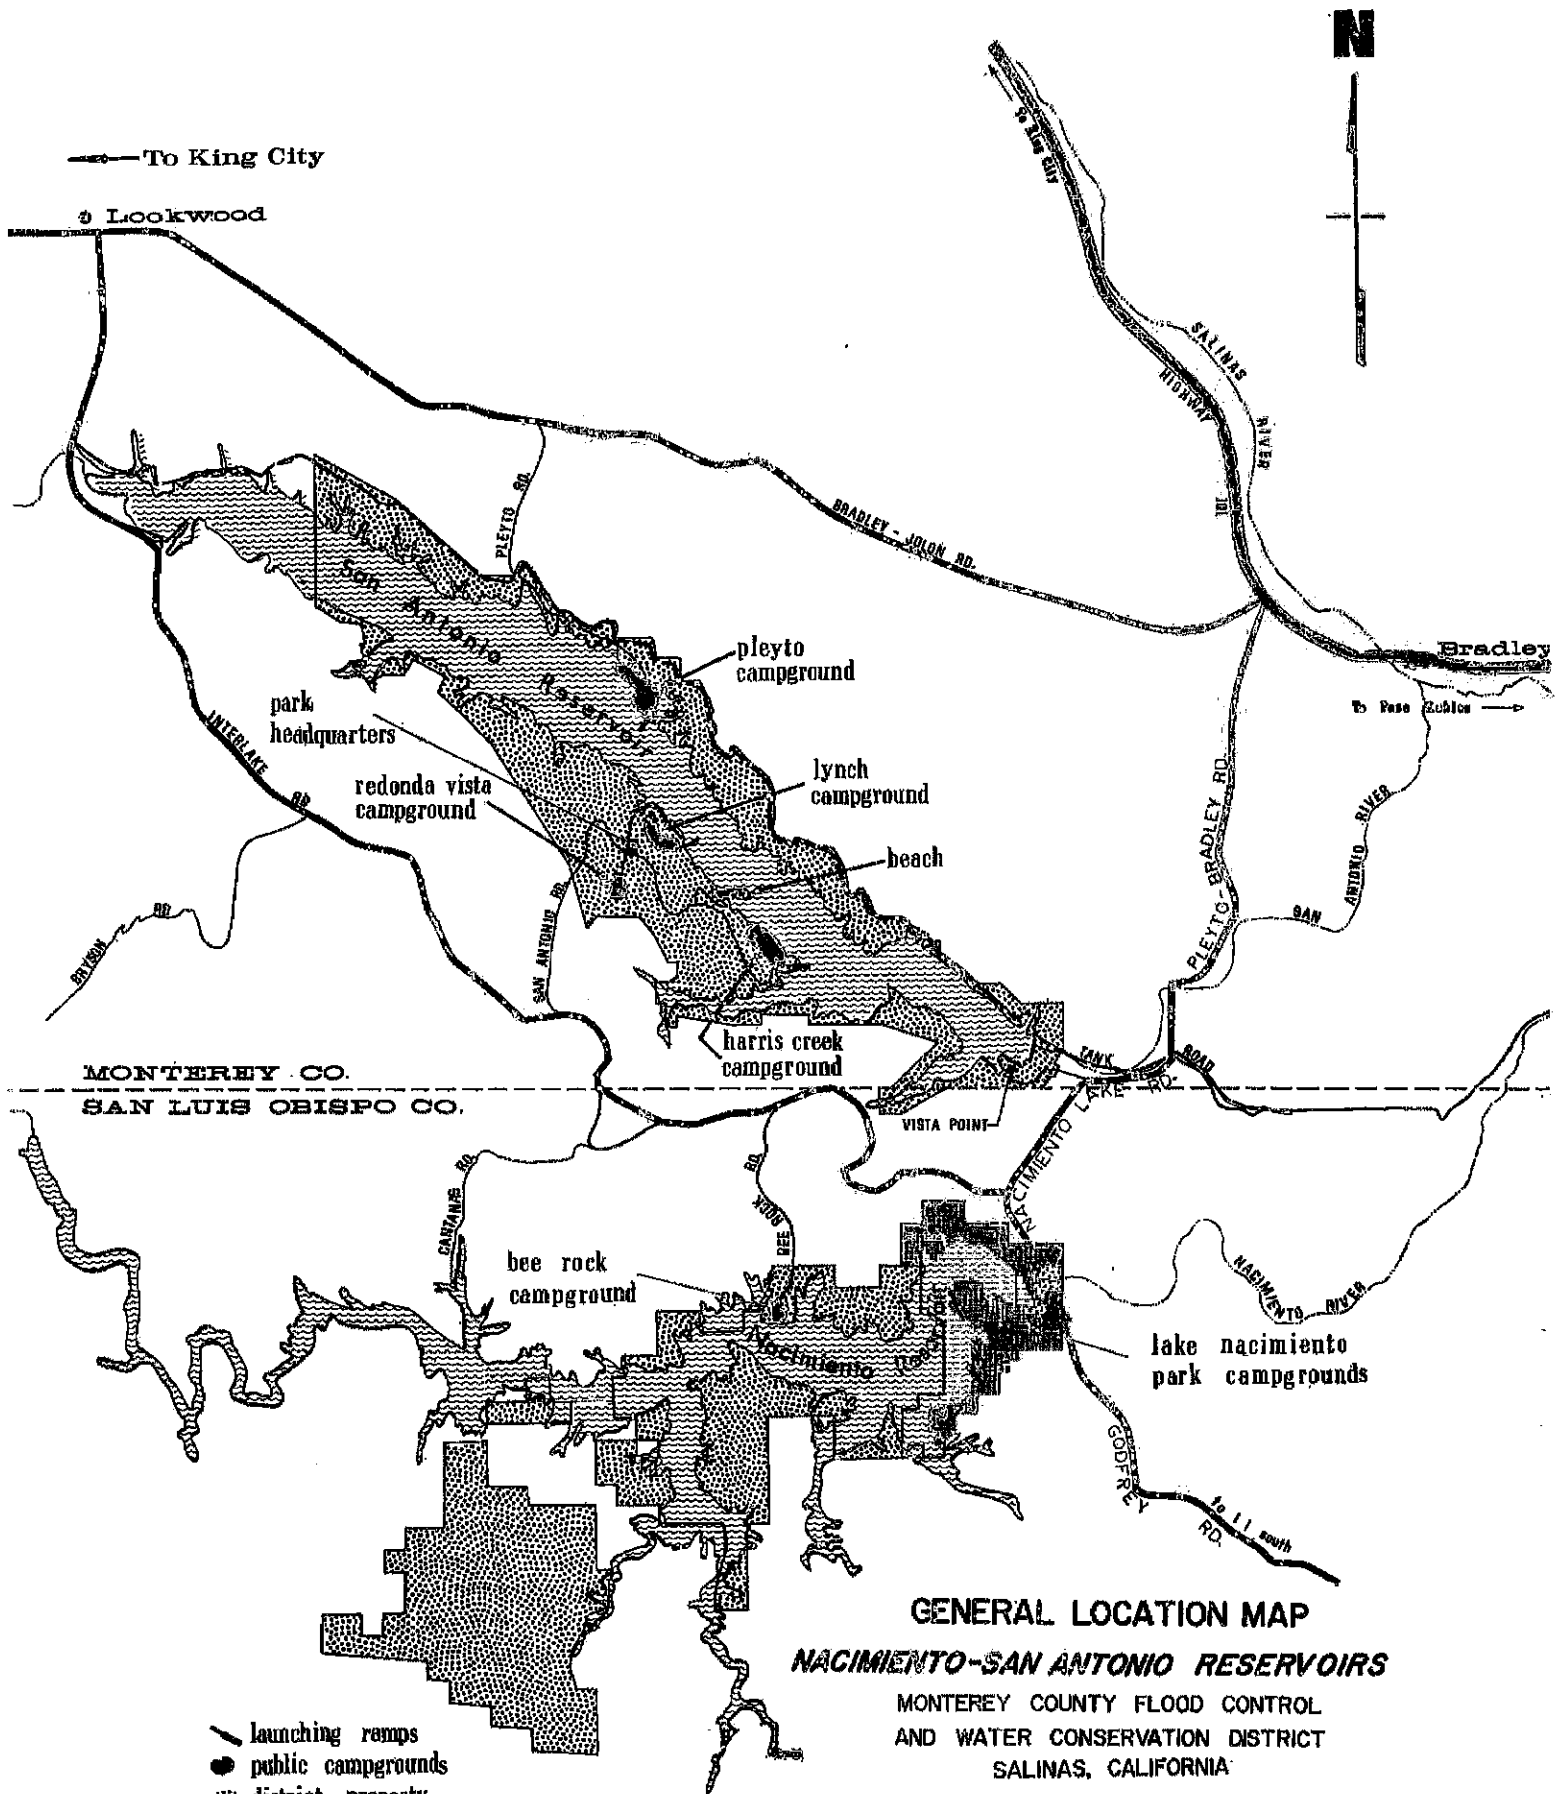 N
To King City
To King City
Lookwood
SALINAS
RIVER
HIGHWAY
101
PLEYTO RD.
BRADLEY - JOLON RD.
San Antonio Reservoir
pleyto
campground
Bradley
To Paso Robles
park
headquarters
INTERLAKE
RD.
redonda vista
campground
lynch
campground
beach
PLEYTO-BRADLEY RD.
SAN
ANTONIO
RIVER
BRYSON
RD.
SAN ANTONIO RD.
harris creek
campground
TANK
ROAD
MONTEREY CO.
SAN LUIS OBISPO CO.
NACIMIENTO LAKE RD.
VISTA POINT
CANTANAS
RD.
BEE ROCK
RD.
bee rock
campground
Nacimiento
NACIMIENTO
RIVER
lake nacimiento
park campgrounds
GODFREY
RD.
to 11 south
GENERAL LOCATION MAP
NACIMIENTO-SAN ANTONIO RESERVOIRS
MONTEREY COUNTY FLOOD CONTROL
AND WATER CONSERVATION DISTRICT
SALINAS, CALIFORNIA
launching ramps
public campgrounds
district property